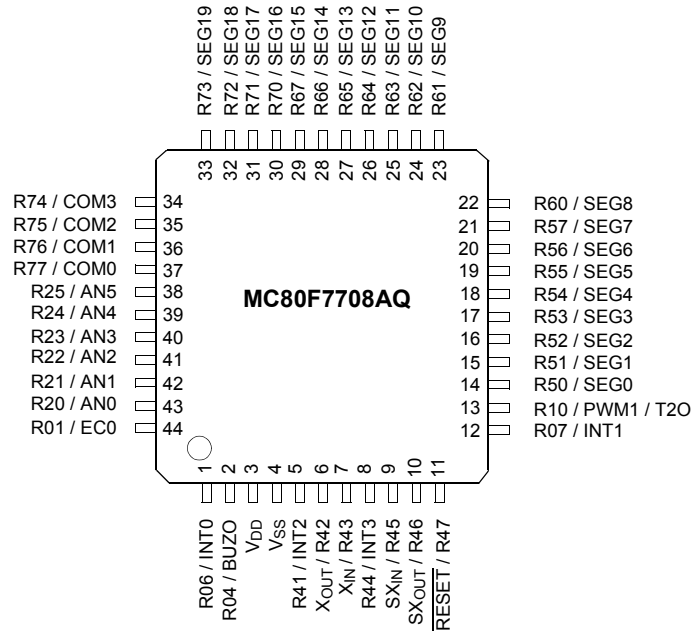 R73 / SEG19
R72 / SEG18
R71 / SEG17
R70 / SEG16
R67 / SEG15
R66 / SEG14
R65 / SEG13
R64 / SEG12
R63 / SEG11
R62 / SEG10
R61 / SEG9
33
32
31
30
29
28
27
26
25
24
23
R74 / COM3 34
R75 / COM2 35
R76 / COM1 36
R77 / COM0 37
R25 / AN5 38
R24 / AN4 39
R23 / AN3 40
R22 / AN2 41
R21 / AN1 42
R20 / AN0 43
R01 / EC0 44
MC80F7708AQ
22 R60 / SEG8
21 R57 / SEG7
20 R56 / SEG6
19 R55 / SEG5
18 R54 / SEG4
17 R53 / SEG3
16 R52 / SEG2
15 R51 / SEG1
14 R50 / SEG0
13 R10 / PWM1 / T2O
12 R07 / INT1
1
2
3
4
5
6
7
8
9
10
11
R06 / INT0
R04 / BUZO
VDD
VSS
R41 / INT2
XOUT / R42
XIN / R43
R44 / INT3
SXIN / R45
SXOUT / R46
RESET / R47